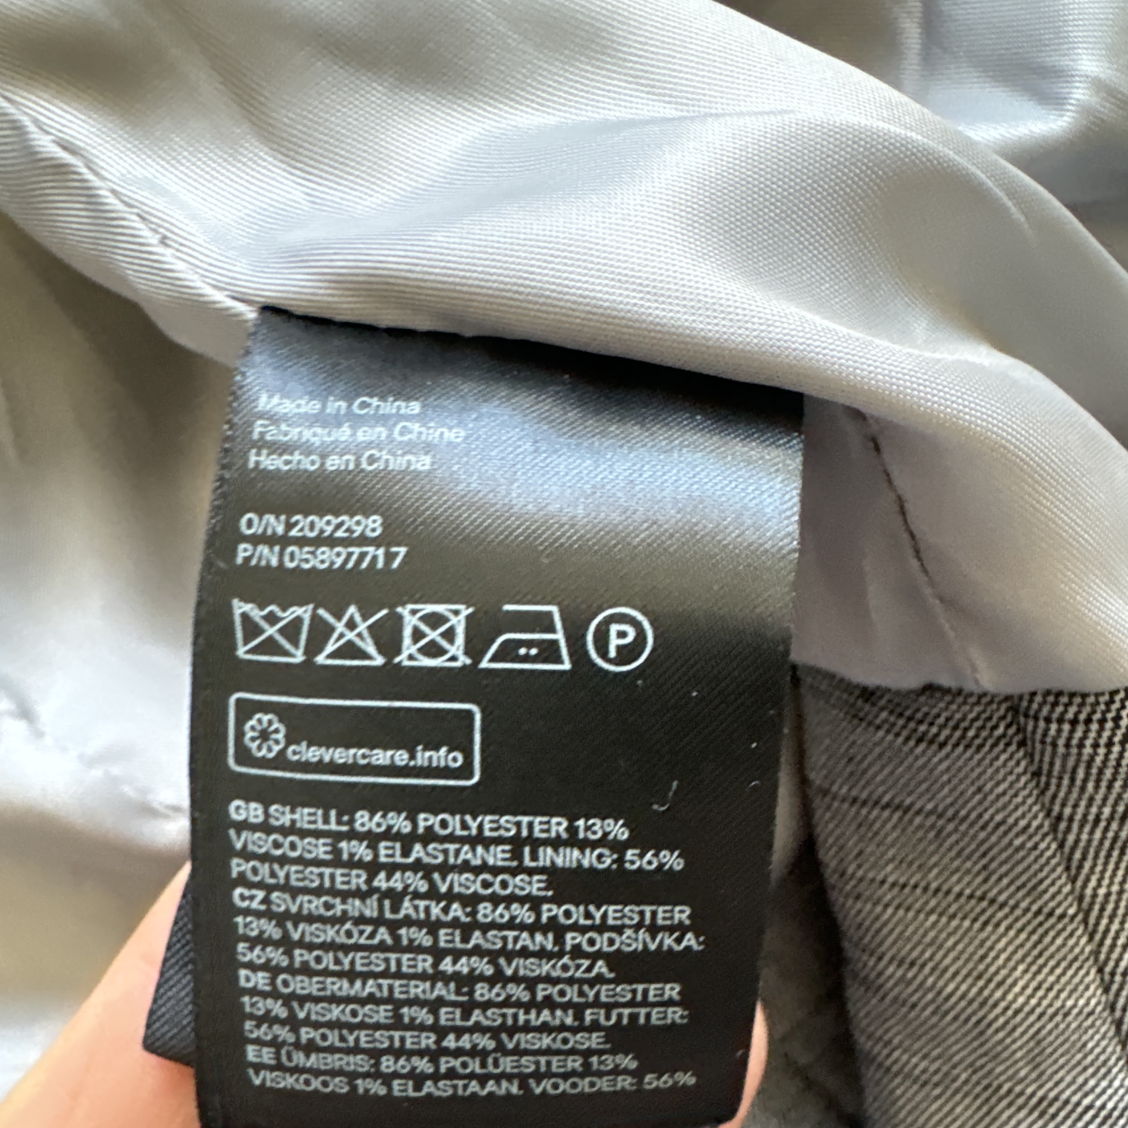 Made in China
Fabriqué en Chine
Hecho en China
O/N 209298
P/N 05897717
P
clevercare.info
GB SHELL: 86% POLYESTER 13%
VISCOSE 1% ELASTANE. LINING: 56%
POLYESTER 44% VISCOSE.
CZ SVRCHNÍ LÁTKA: 86% POLYESTER
13% VISKÓZA 1% ELASTAN. PODŠÍVKA:
56% POLYESTER 44% VISKÓZA.
DE OBERMATERIAL: 86% POLYESTER
13% VISKOSE 1% ELASTHAN. FUTTER:
56% POLYESTER 44% VISKOSE.
EE ÜMBRIS: 86% POLÜESTER 13%
VISKOOS 1% ELASTAAN. VOODER: 56%